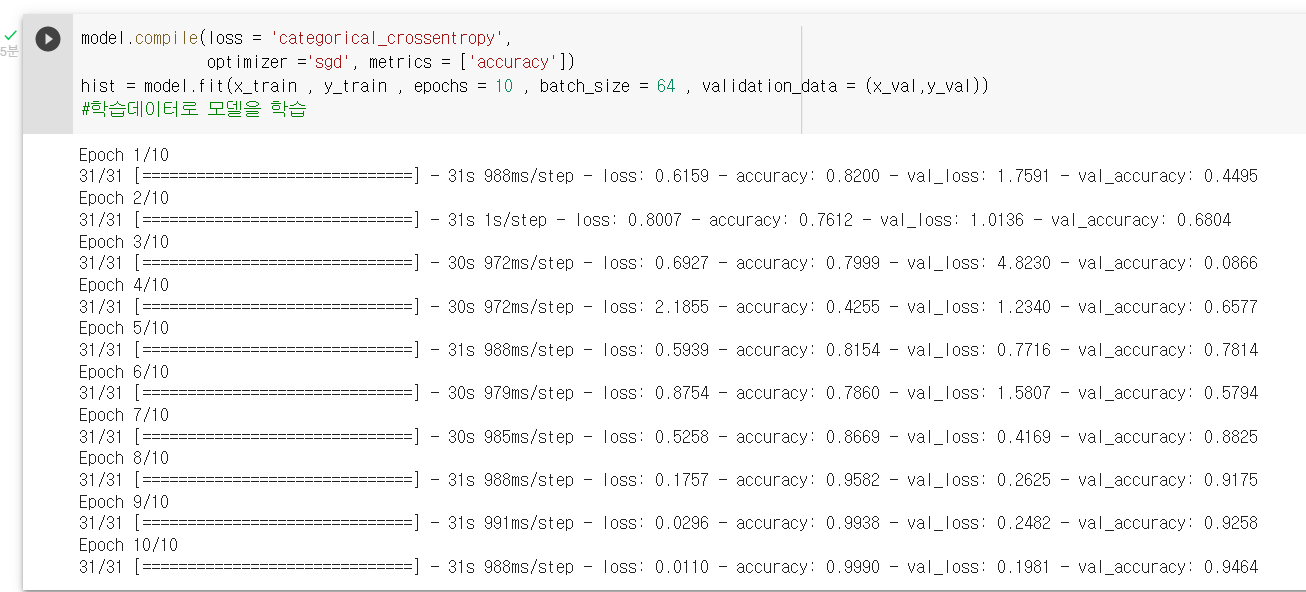 5분
model.compile(loss = 'categorical_crossentropy',
optimizer ='sgd', metrics = ['accuracy'])
hist = model.fit(x_train , y_train , epochs = 10 , batch_size = 64 , validation_data = (x_val,y_val))
#학습데이터로 모델을 학습
Epoch 1/10
31/31 [==============================] - 31s 988ms/step - loss: 0.6159 - accuracy: 0.8200 - val_loss: 1.7591 - val_accuracy: 0.4495
Epoch 2/10
31/31 [==============================] - 31s 1s/step - loss: 0.8007 - accuracy: 0.7612 - val_loss: 1.0136 - val_accuracy: 0.6804
Epoch 3/10
31/31 [==============================] - 30s 972ms/step - loss: 0.6927 - accuracy: 0.7999 - val_loss: 4.8230 - val_accuracy: 0.0866
Epoch 4/10
31/31 [==============================] - 30s 972ms/step - loss: 2.1855 - accuracy: 0.4255 - val_loss: 1.2340 - val_accuracy: 0.6577
Epoch 5/10
31/31 [==============================] - 31s 988ms/step - loss: 0.5939 - accuracy: 0.8154 - val_loss: 0.7716 - val_accuracy: 0.7814
Epoch 6/10
31/31 [==============================] - 30s 979ms/step - loss: 0.8754 - accuracy: 0.7860 - val_loss: 1.5807 - val_accuracy: 0.5794
Epoch 7/10
31/31 [==============================] - 30s 985ms/step - loss: 0.5258 - accuracy: 0.8669 - val_loss: 0.4169 - val_accuracy: 0.8825
Epoch 8/10
31/31 [==============================] - 31s 988ms/step - loss: 0.1757 - accuracy: 0.9582 - val_loss: 0.2625 - val_accuracy: 0.9175
Epoch 9/10
31/31 [==============================] - 31s 991ms/step - loss: 0.0296 - accuracy: 0.9938 - val_loss: 0.2482 - val_accuracy: 0.9258
Epoch 10/10
31/31 [==============================] - 31s 988ms/step - loss: 0.0110 - accuracy: 0.9990 - val_loss: 0.1981 - val_accuracy: 0.9464